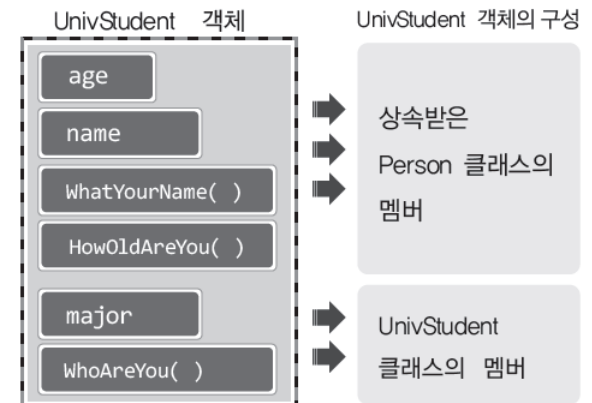 UnivStudent 객체
UnivStudent 객체의 구성
age
name
WhatYourName( )
HowOldAreYou( )
상속받은
Person 클래스의
멤버
major
WhoAreYou( )
UnivStudent
클래스의 멤버